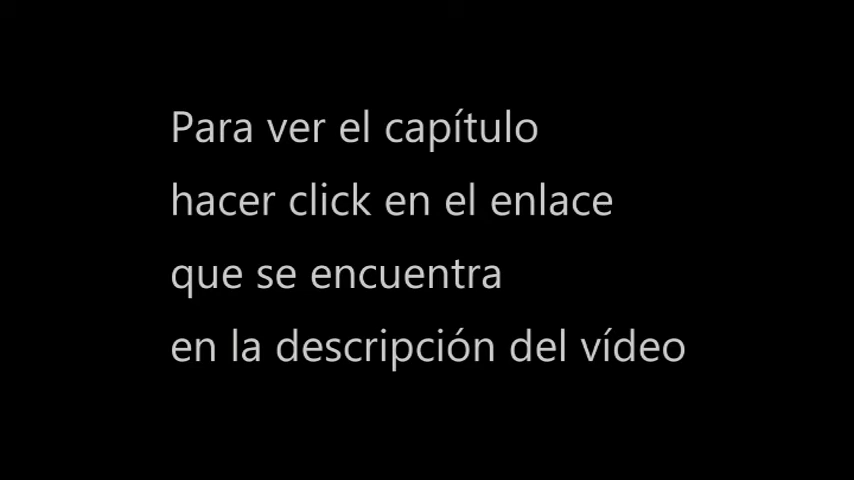 Para ver el capítulo
hacer click en el enlace
que se encuentra
en la descripción del vídeo